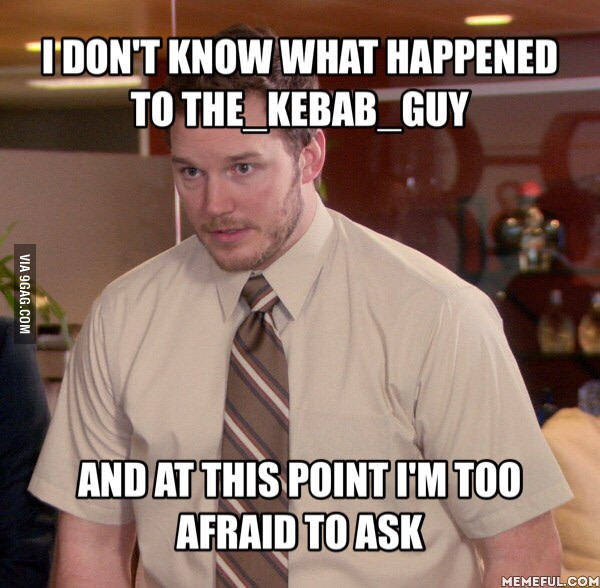 I DON'T KNOW WHAT HAPPENED
TO THE_KEBAB_GUY
VIA 9GAG.COM
AND AT THIS POINT I'M TOO
AFRAID TO ASK
MEMEFUL.COM